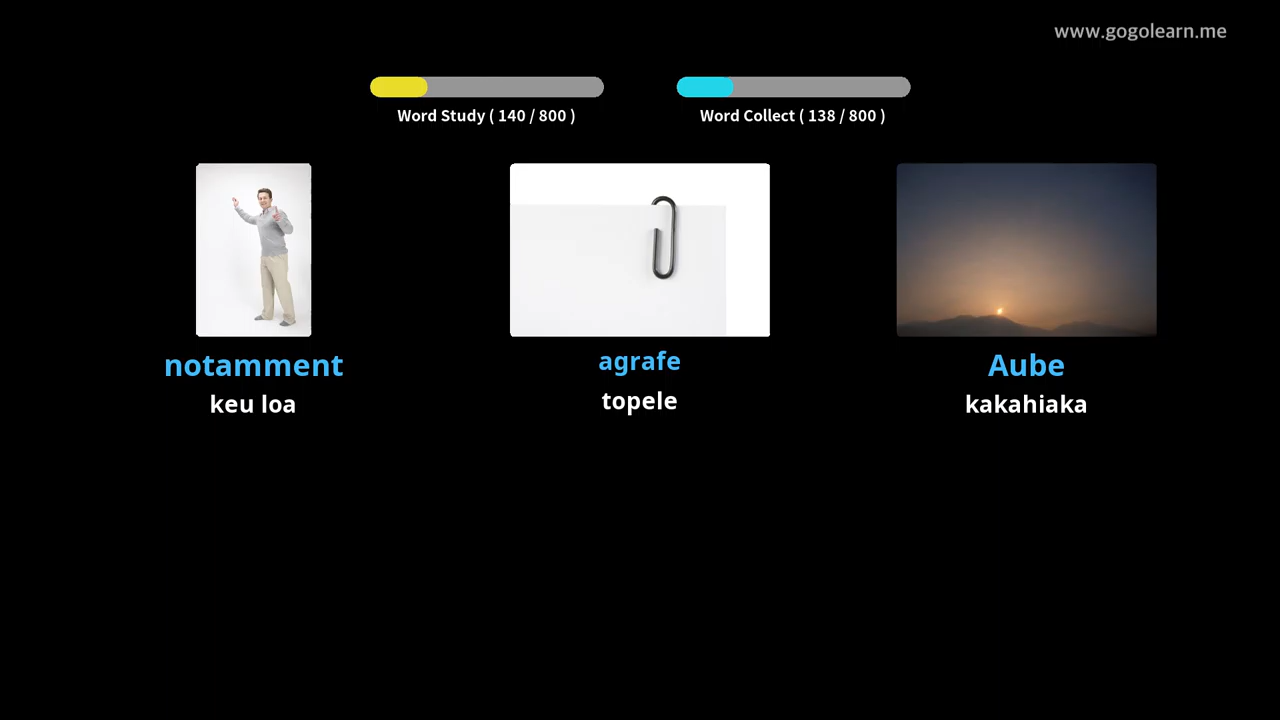 www.gogolearn.me
Word Study ( 140 / 800 )
Word Collect ( 138 / 800 )
notamment
keu loa
agrafe
topele
Aube
kakahiaka